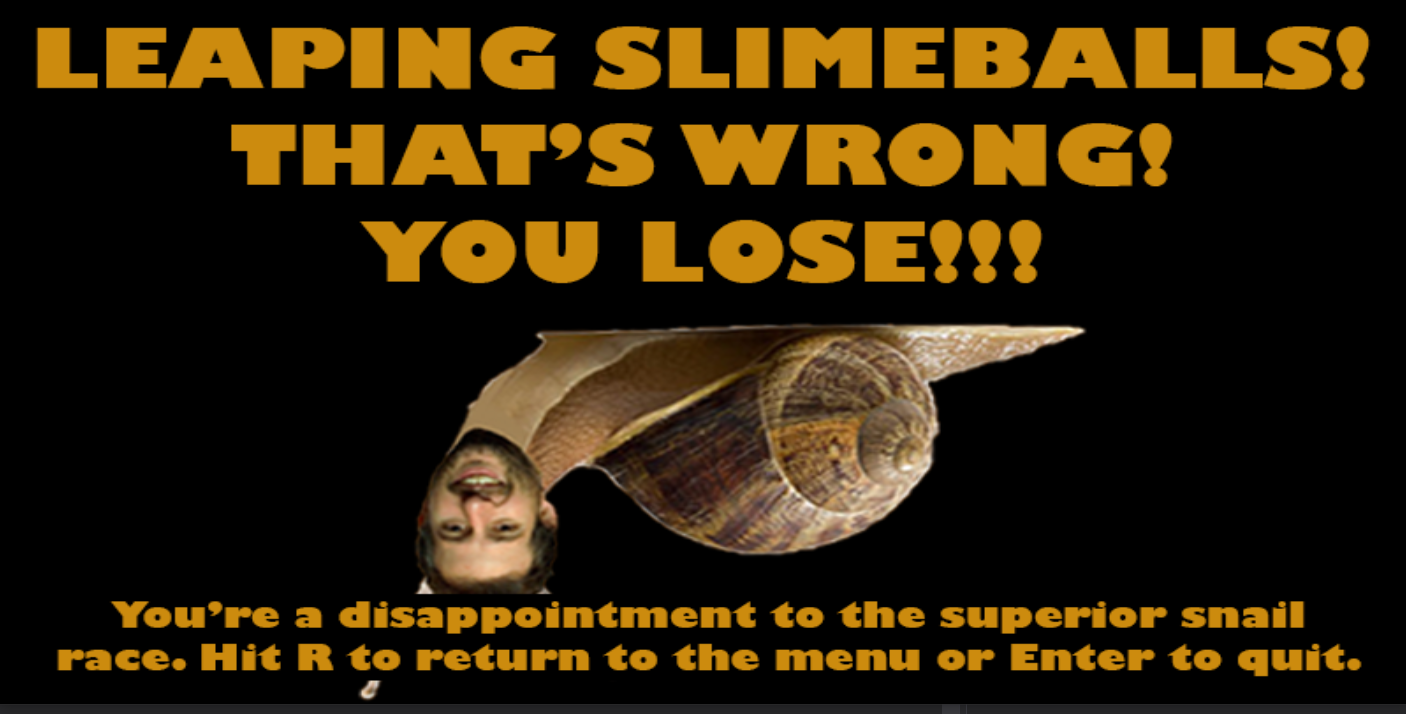 LEAPING SLIMEBALLS!
THAT’S WRONG!
YOU LOSE!!!
You’re a disappointment to the superior snail
race. Hit R to return to the menu or Enter to quit.